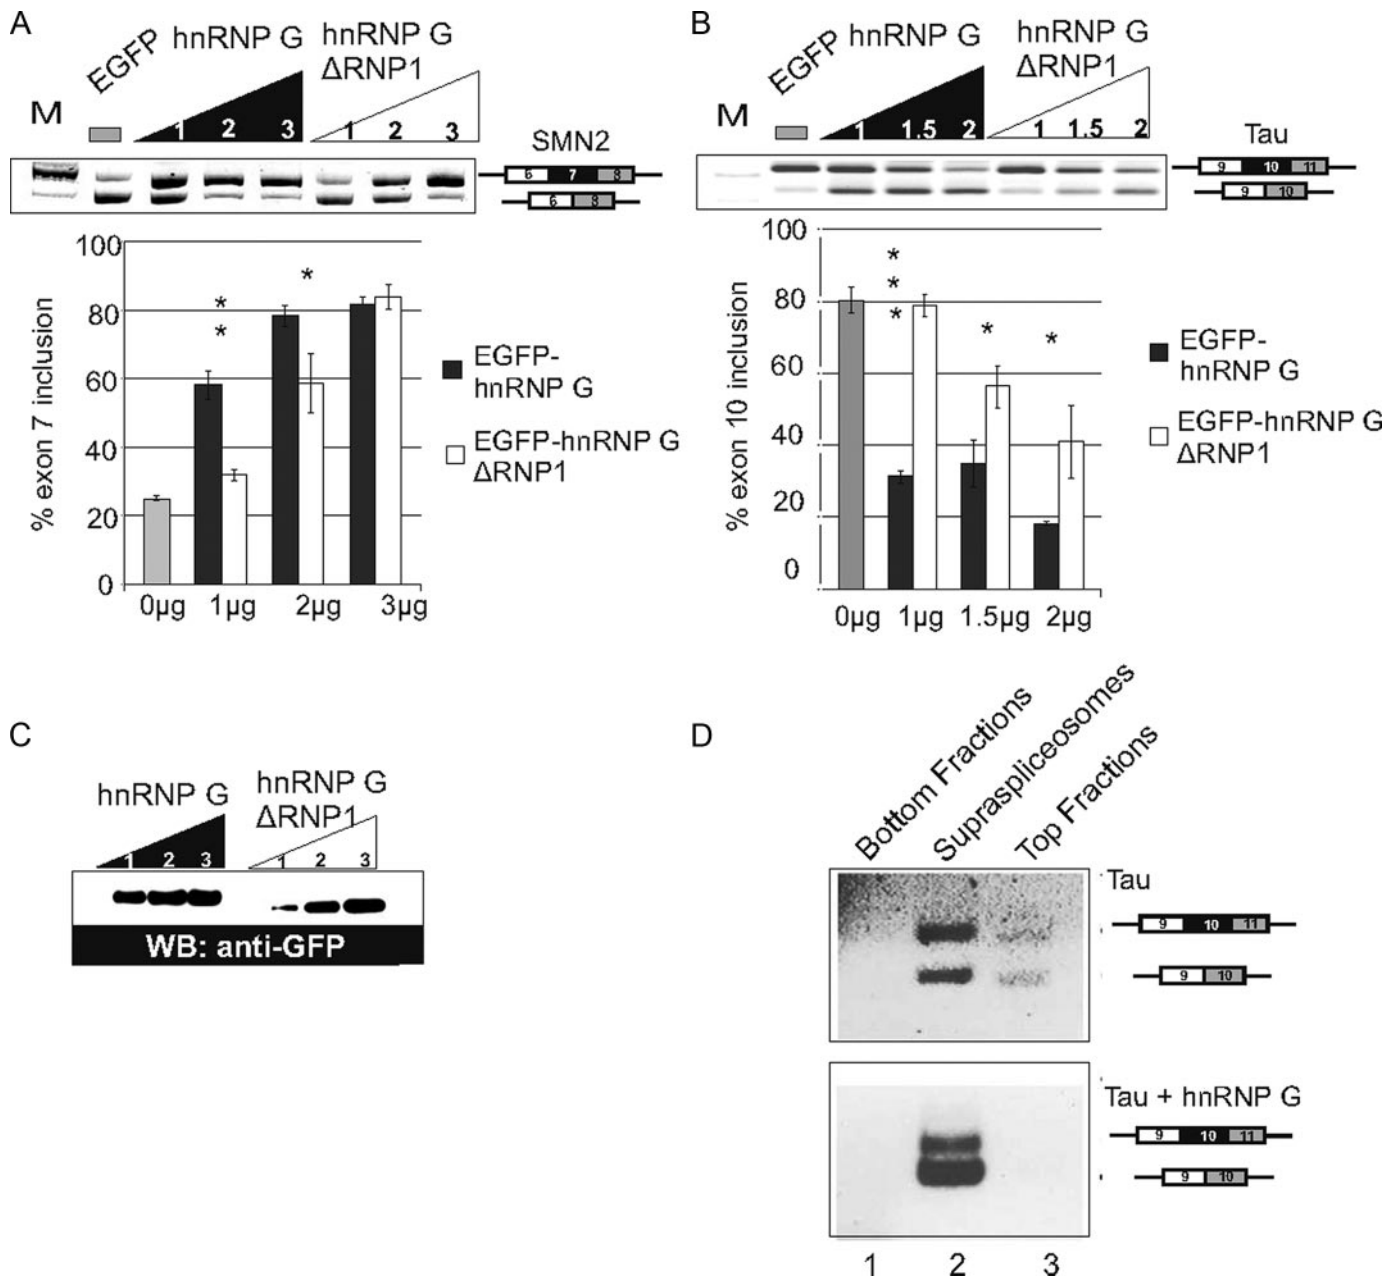 A
EGFP hnRNP G hnRNP G
ΔRNP1
M
1 2 3 1 2 3
SMN2
6 7 8
6 8
100
80
60
40
20
0
% exon 7 inclusion
* *
*
0µg 1µg 2µg 3µg
EGFP-
hnRNP G
EGFP-hnRNP G
ΔRNP1
B
EGFP hnRNP G hnRNP G
ΔRNP1
M
1 1.5 2 1 1.5 2
Tau
9 10 11
9 10
100
80
60
40
20
0
% exon 10 inclusion
* * *
*
*
0µg 1µg 1.5µg 2µg
EGFP-
hnRNP G
EGFP-hnRNP G
ΔRNP1
C
hnRNP G hnRNP G
ΔRNP1
1 2 3 1 2 3
WB: anti-GFP
D
Bottom Fractions
Supraspliceosomes
Top Fractions
Tau
9 10 11
9 10
Tau + hnRNP G
9 10 11
9 10
1 2 3